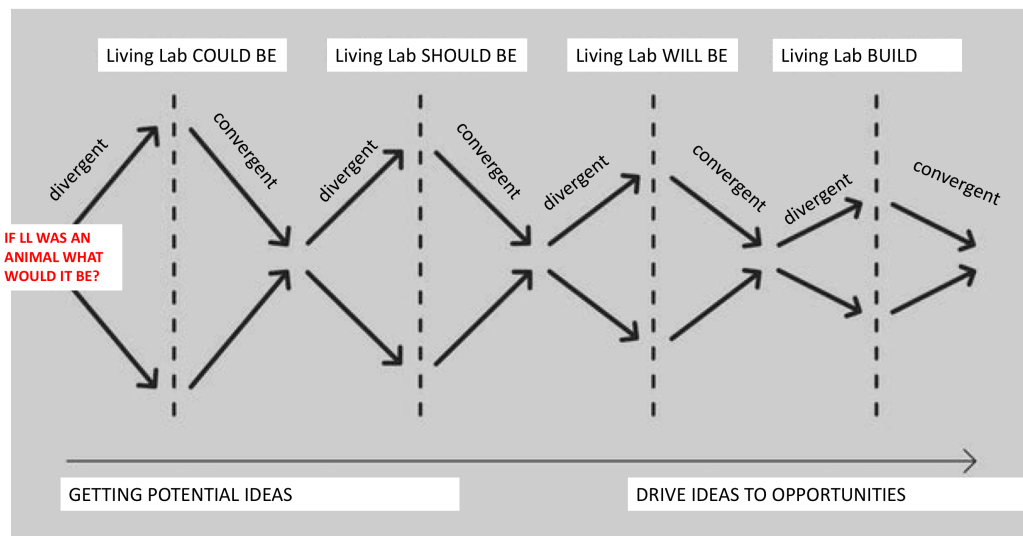 Living Lab COULD BE
Living Lab SHOULD BE
Living Lab WILL BE
Living Lab BUILD
divergent
convergent
divergent
convergent
divergent
convergent
divergent
convergent
IF LL WAS AN
ANIMAL WHAT
WOULD IT BE?
GETTING POTENTIAL IDEAS
DRIVE IDEAS TO OPPORTUNITIES